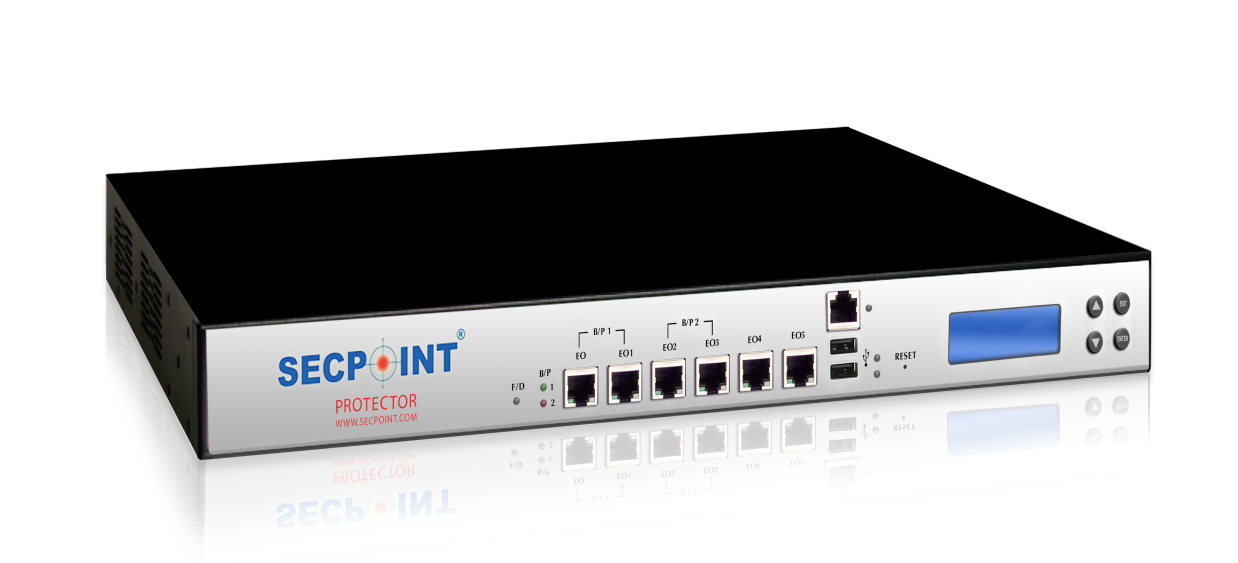 SECPOINT®
PROTECTOR
WWW.SECPOINT.COM
F/D
B/P
1
2
B/P 1
B/P 2
EO
EO1
EO2
EO3
EO4
EO5
RESET
EXIT
ENTER